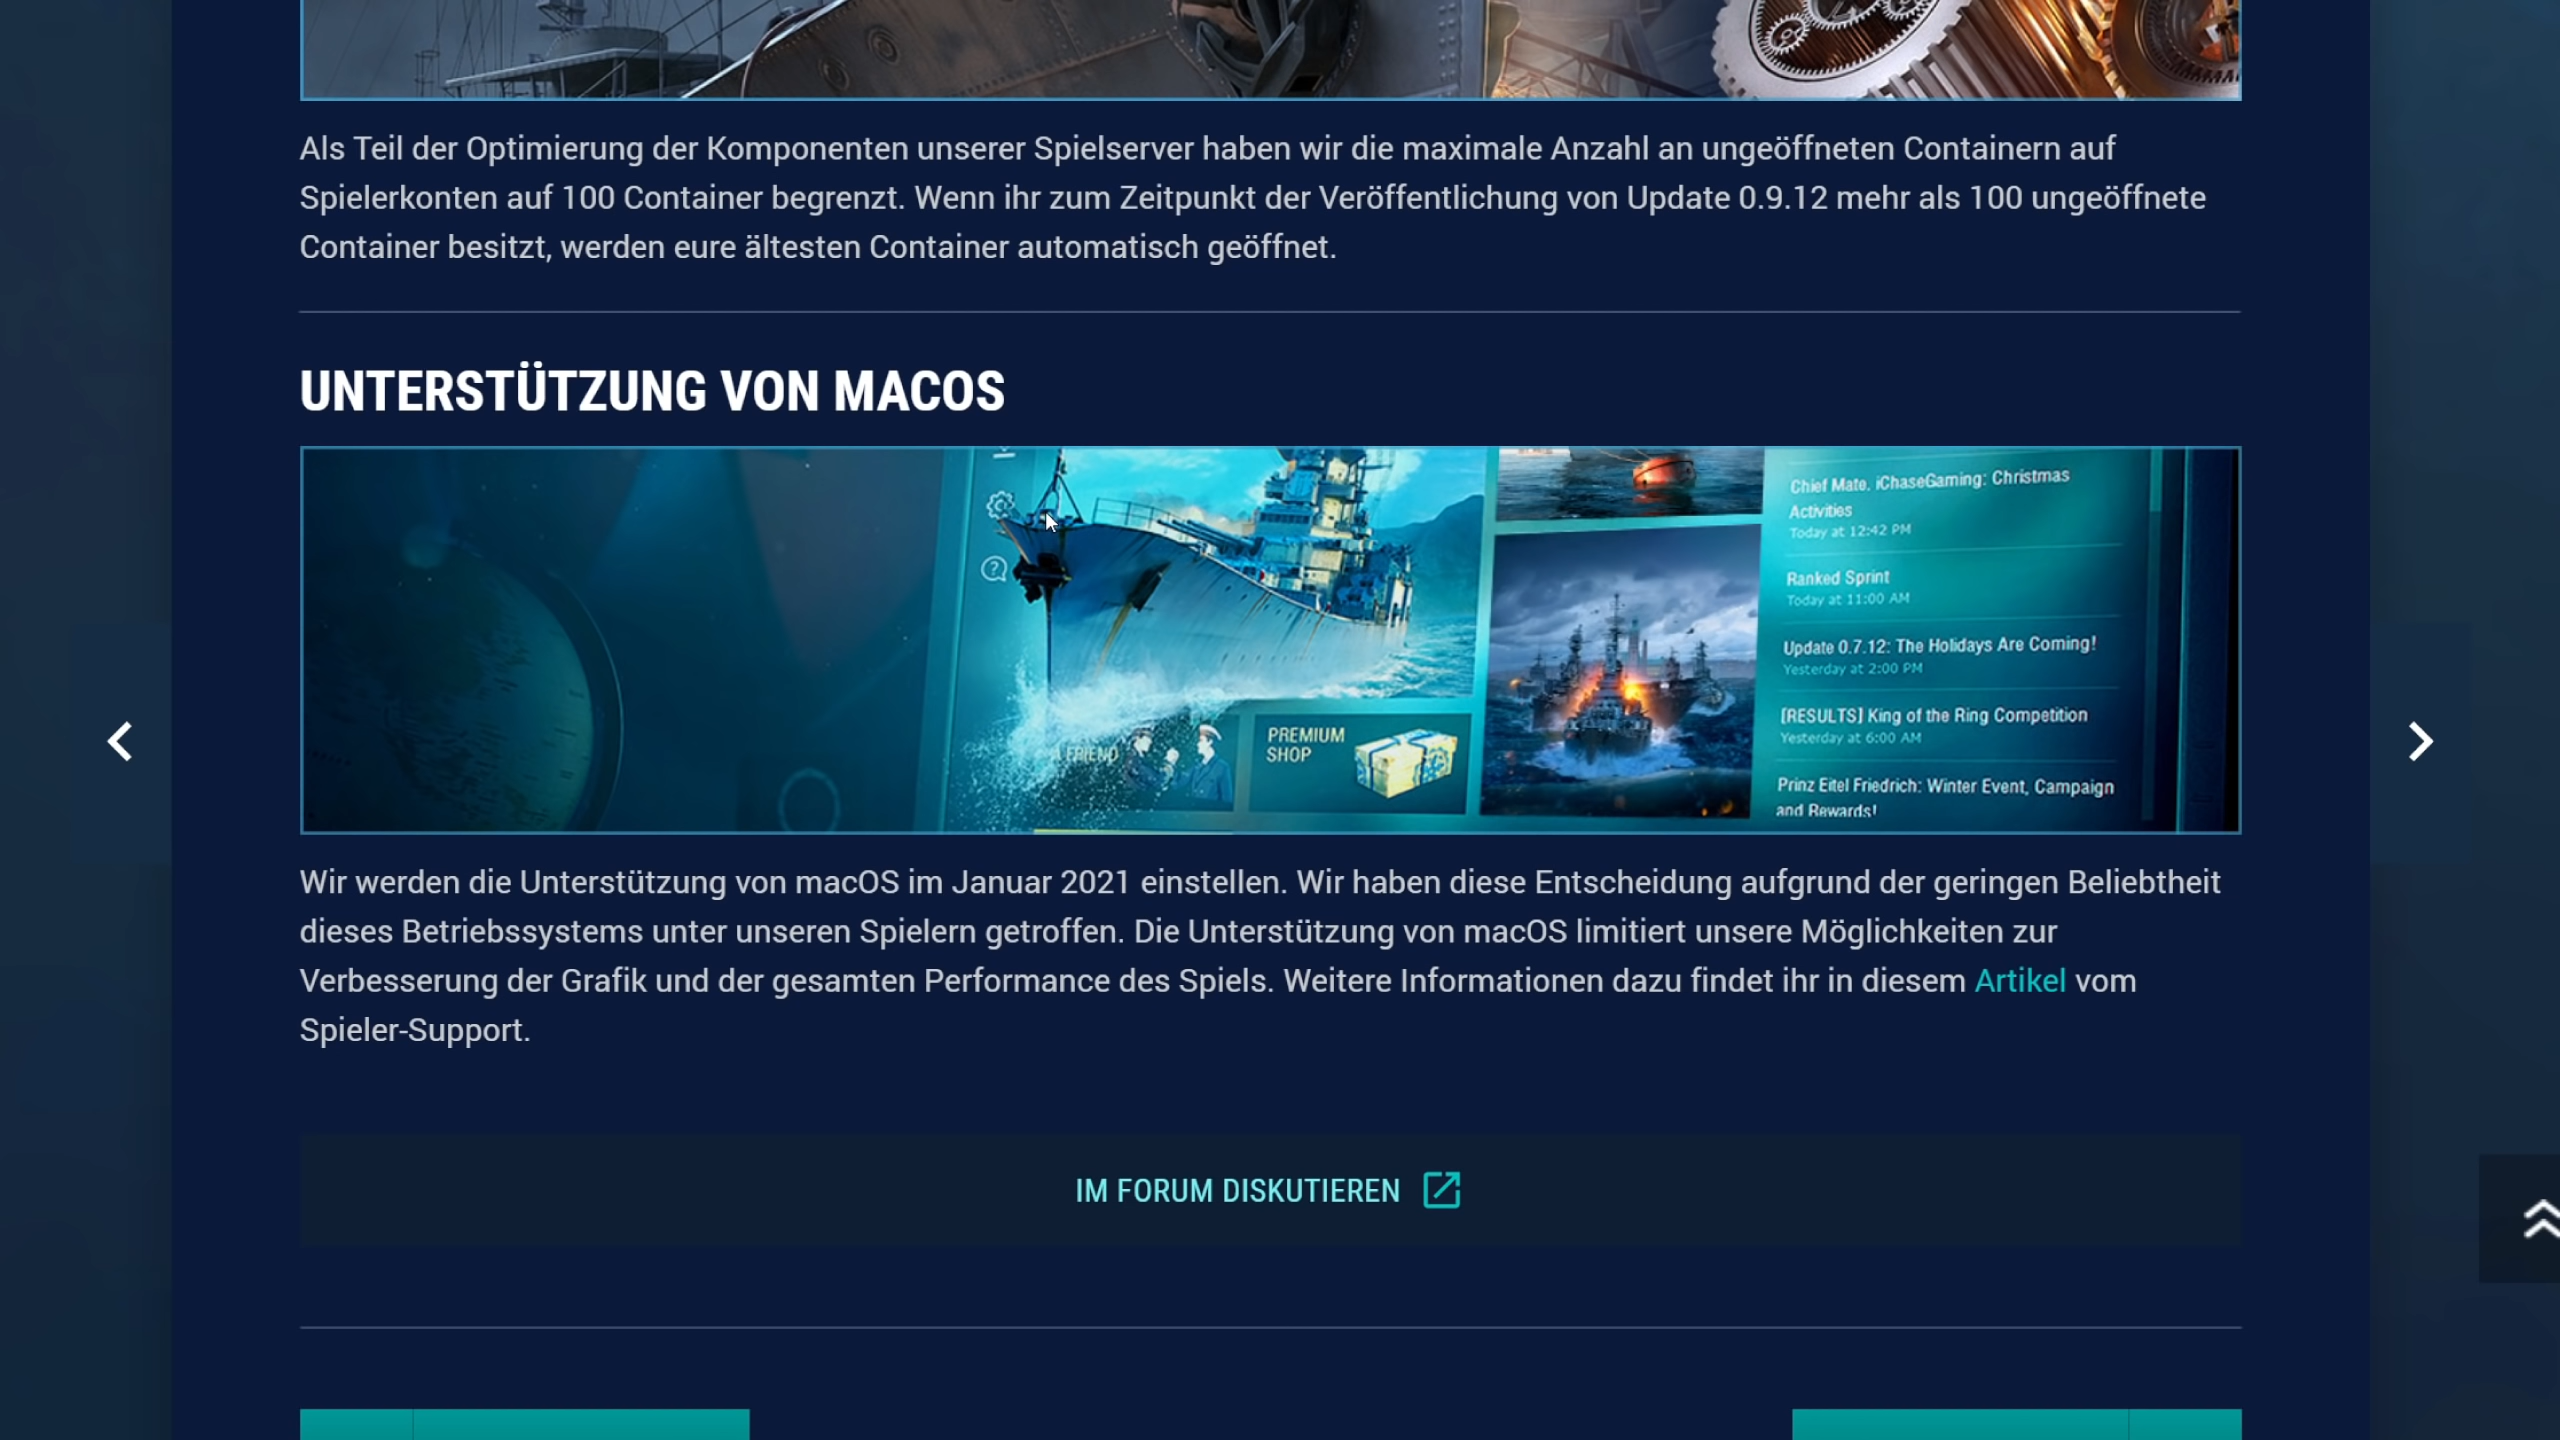 Als Teil der Optimierung der Komponenten unserer Spielserver haben wir die maximale Anzahl an ungeöffneten Containern auf
Spielerkonten auf 100 Container begrenzt. Wenn ihr zum Zeitpunkt der Veröffentlichung von Update 0.9.12 mehr als 100 ungeöffnete
Container besitzt, werden eure ältesten Container automatisch geöffnet.
UNTERSTÜTZUNG VON MACOS
Chief Mate. iChaseGaming: Christmas
Activities
Today at 12:42 PM
Ranked Sprint
Today at 11:00 AM
Update 0.7.12: The Holidays Are Coming!
Yesterday at 2:00 PM
[RESULTS] King of the Ring Competition
Yesterday at 6:00 AM
Prinz Eitel Friedrich: Winter Event, Campaign
and Rewards!
A FRIEND
PREMIUM
SHOP
Wir werden die Unterstützung von macOS im Januar 2021 einstellen. Wir haben diese Entscheidung aufgrund der geringen Beliebtheit
dieses Betriebssystems unter unseren Spielern getroffen. Die Unterstützung von macOS limitiert unsere Möglichkeiten zur
Verbesserung der Grafik und der gesamten Performance des Spiels. Weitere Informationen dazu findet ihr in diesem Artikel vom
Spieler-Support.
IM FORUM DISKUTIEREN